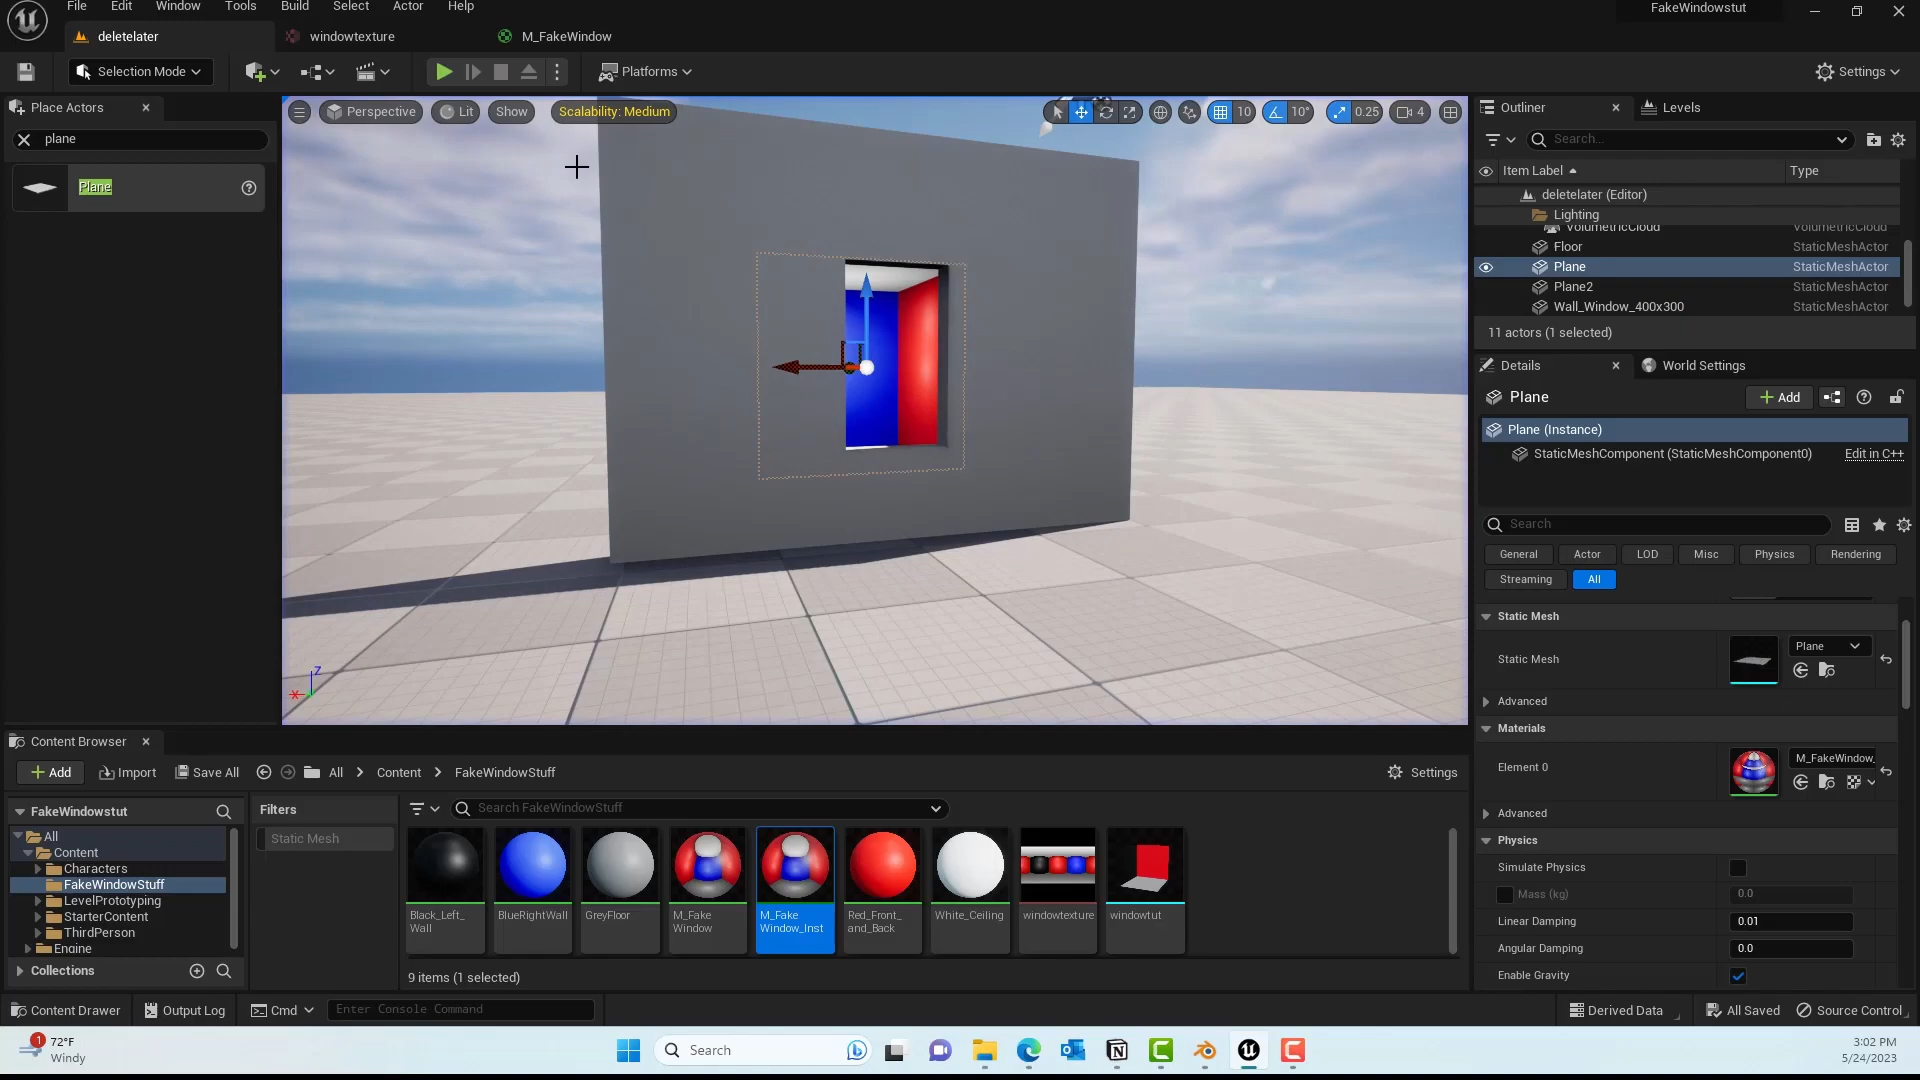 File Edit Window Tools Build Select Actor Help
FakeWindowstut
deletelater windowtexture M_FakeWindow
Selection Mode Platforms Settings
Place Actors
plane
Plane
Perspective Lit Show Scalability: Medium 10 10° 0.25 4
Z
X
Outliner Levels
Search...
Item Label Type
deletelater (Editor)
Lighting
VolumetricCloud VolumetricCloud
Floor StaticMeshActor
Plane StaticMeshActor
Plane2 StaticMeshActor
Wall_Window_400x300 StaticMeshActor
11 actors (1 selected)
Details World Settings
Plane Add
Plane (Instance)
StaticMeshComponent (StaticMeshComponent0) Edit in C++
Search
General Actor LOD Misc Physics Rendering
Streaming All
Static Mesh
Static Mesh Plane
Advanced
Materials
Element 0 M_FakeWindow_
Advanced
Physics
Simulate Physics
Mass (kg) 0.0
Linear Damping 0.01
Angular Damping 0.0
Enable Gravity
Content Browser
Add Import Save All All Content FakeWindowStuff Settings
FakeWindowstut
All
Content
Characters
FakeWindowStuff
LevelPrototyping
StarterContent
ThirdPerson
Engine
Collections
Filters
Static Mesh
Search FakeWindowStuff
Black_Left_
Wall
BlueRightWall
GreyFloor
M_Fake
Window
M_Fake
Window_Inst
Red_Front_
and_Back
White_Ceiling
windowtexture
windowtut
9 items (1 selected)
Content Drawer Output Log Cmd Enter Console Command Derived Data All Saved Source Control
1 72°F
Windy
Search
3:02 PM
5/24/2023